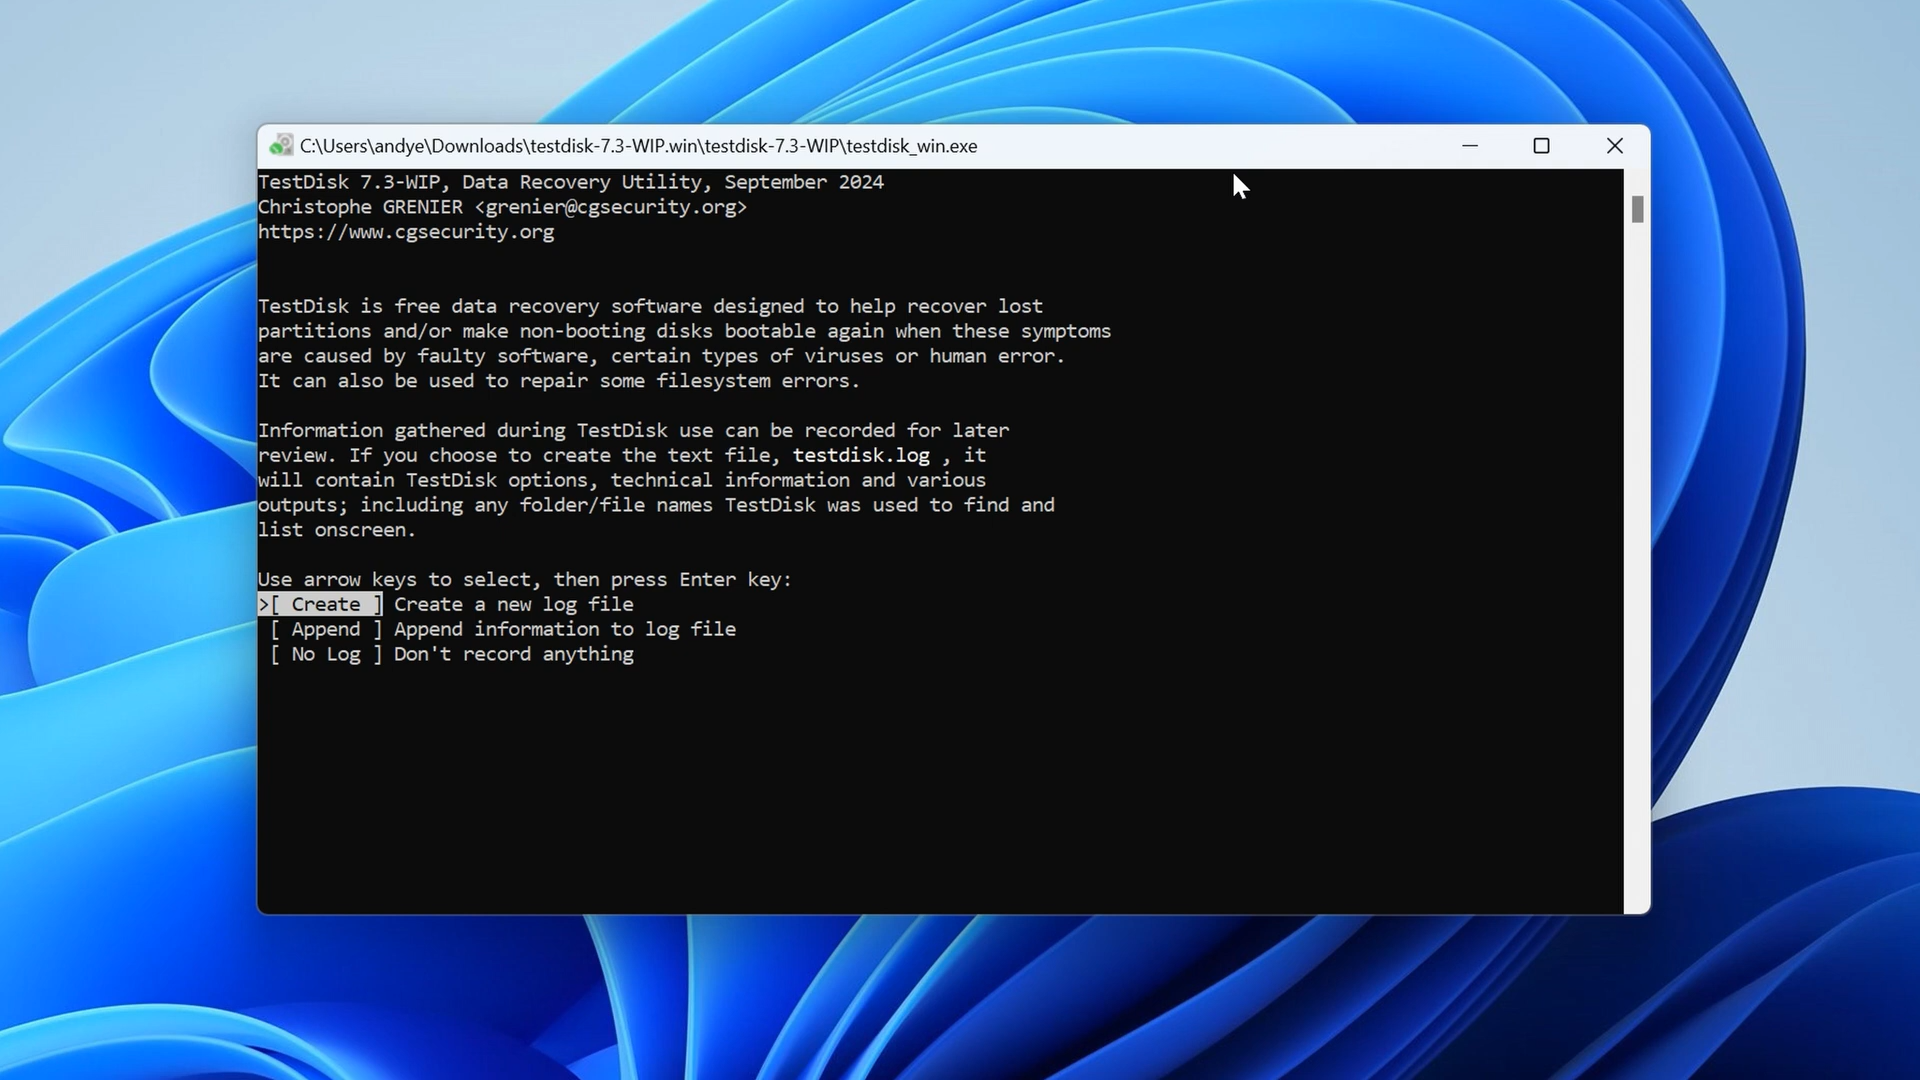 C:\Users\andye\Downloads\testdisk-7.3-WIP.win\testdisk-7.3-WIP\testdisk_win.exe
TestDisk 7.3-WIP, Data Recovery Utility, September 2024
Christophe GRENIER <grenier@cgsecurity.org>
https://www.cgsecurity.org
TestDisk is free data recovery software designed to help recover lost
partitions and/or make non-booting disks bootable again when these symptoms
are caused by faulty software, certain types of viruses or human error.
It can also be used to repair some filesystem errors.
Information gathered during TestDisk use can be recorded for later
review. If you choose to create the text file, testdisk.log , it
will contain TestDisk options, technical information and various
outputs; including any folder/file names TestDisk was used to find and
list onscreen.
Use arrow keys to select, then press Enter key:
>[ Create ] Create a new log file
[ Append ] Append information to log file
[ No Log ] Don't record anything